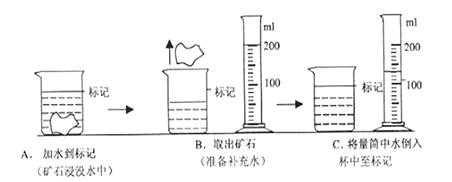 ml
200
100
标记
ml
200
100
标记
标记
A. 加水到标记
(矿石浸没水中)
B. 取出矿石
(准备补充水)
C. 将量筒中水倒入
杯中至标记